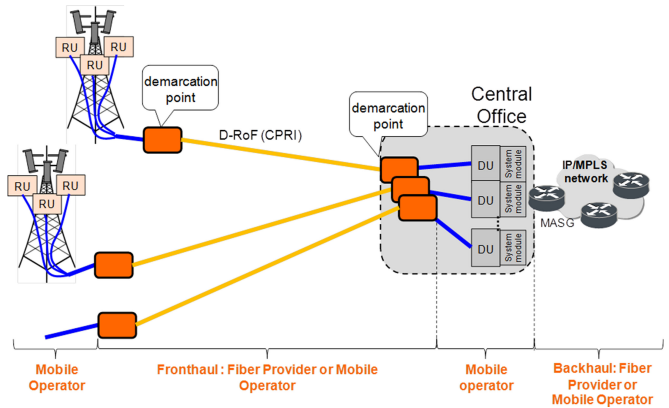 RU
RU
RU
demarcation
point
D-RoF (CPRI)
demarcation
point
Central
Office
RU
RU
RU
DU
System
module
DU
System
module
DU
System
module
IP/MPLS
network
MASG
Mobile
Operator
Fronthaul : Fiber Provider or Mobile
Operator
Mobile
operator
Backhaul: Fiber
Provider or
Mobile Operator